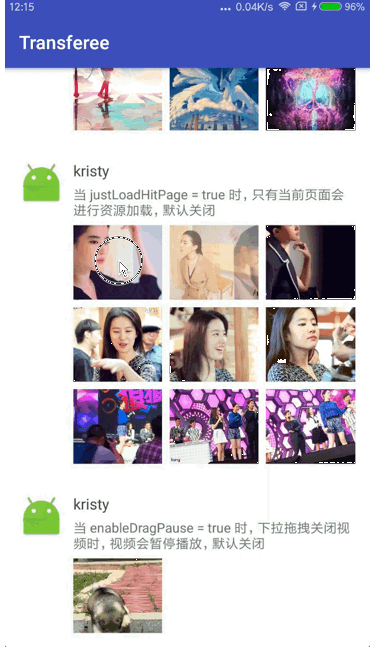 12:15
... 0.04K/s 96%
Transferee
kristy
当 justLoadHitPage = true 时，只有当前页面会
进行资源加载，默认关闭
kristy
当 enableDragPause = true 时，下拉拖拽关闭视
频时，视频会暂停播放，默认关闭